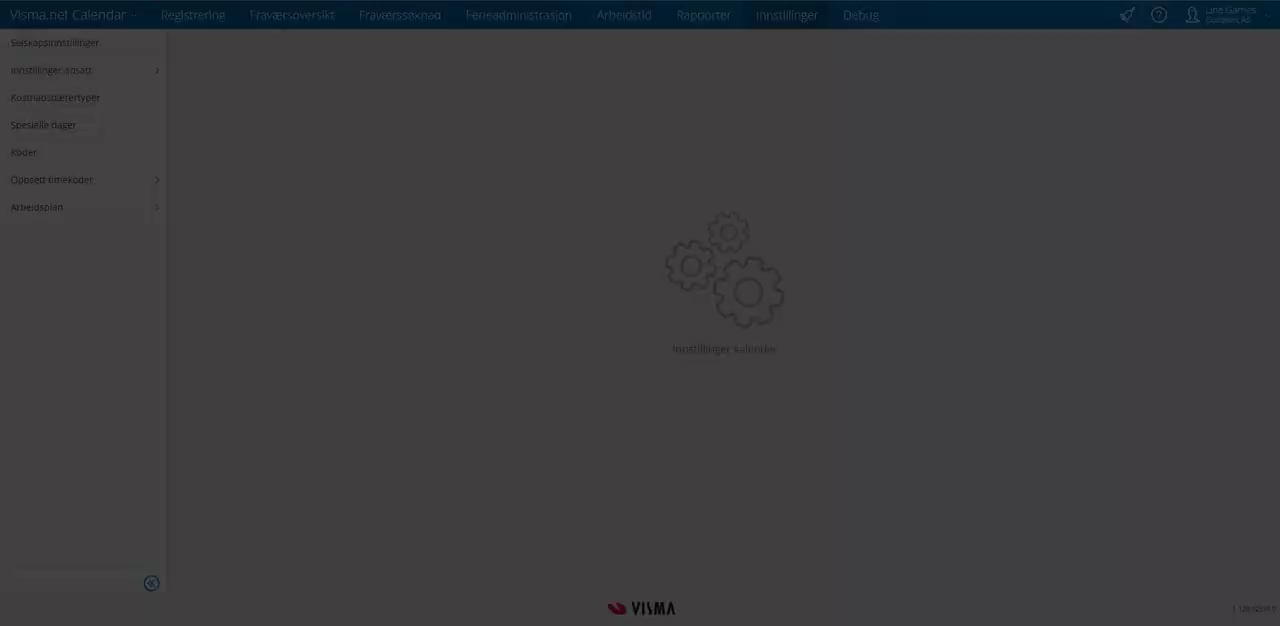 Visma.net Calendar
Registrering
Fraværsoversikt
Fraværssøknad
Ferieadministrasjon
Arbeidstid
Rapporter
Innstillinger
Debug
Selskapsinnstillinger
Innstillinger ansatt
Kostnadsbærertyper
Spesielle dager
Koder
Oppsett timekoder
Arbeidsplan
Innstillinger kalender
VISMA